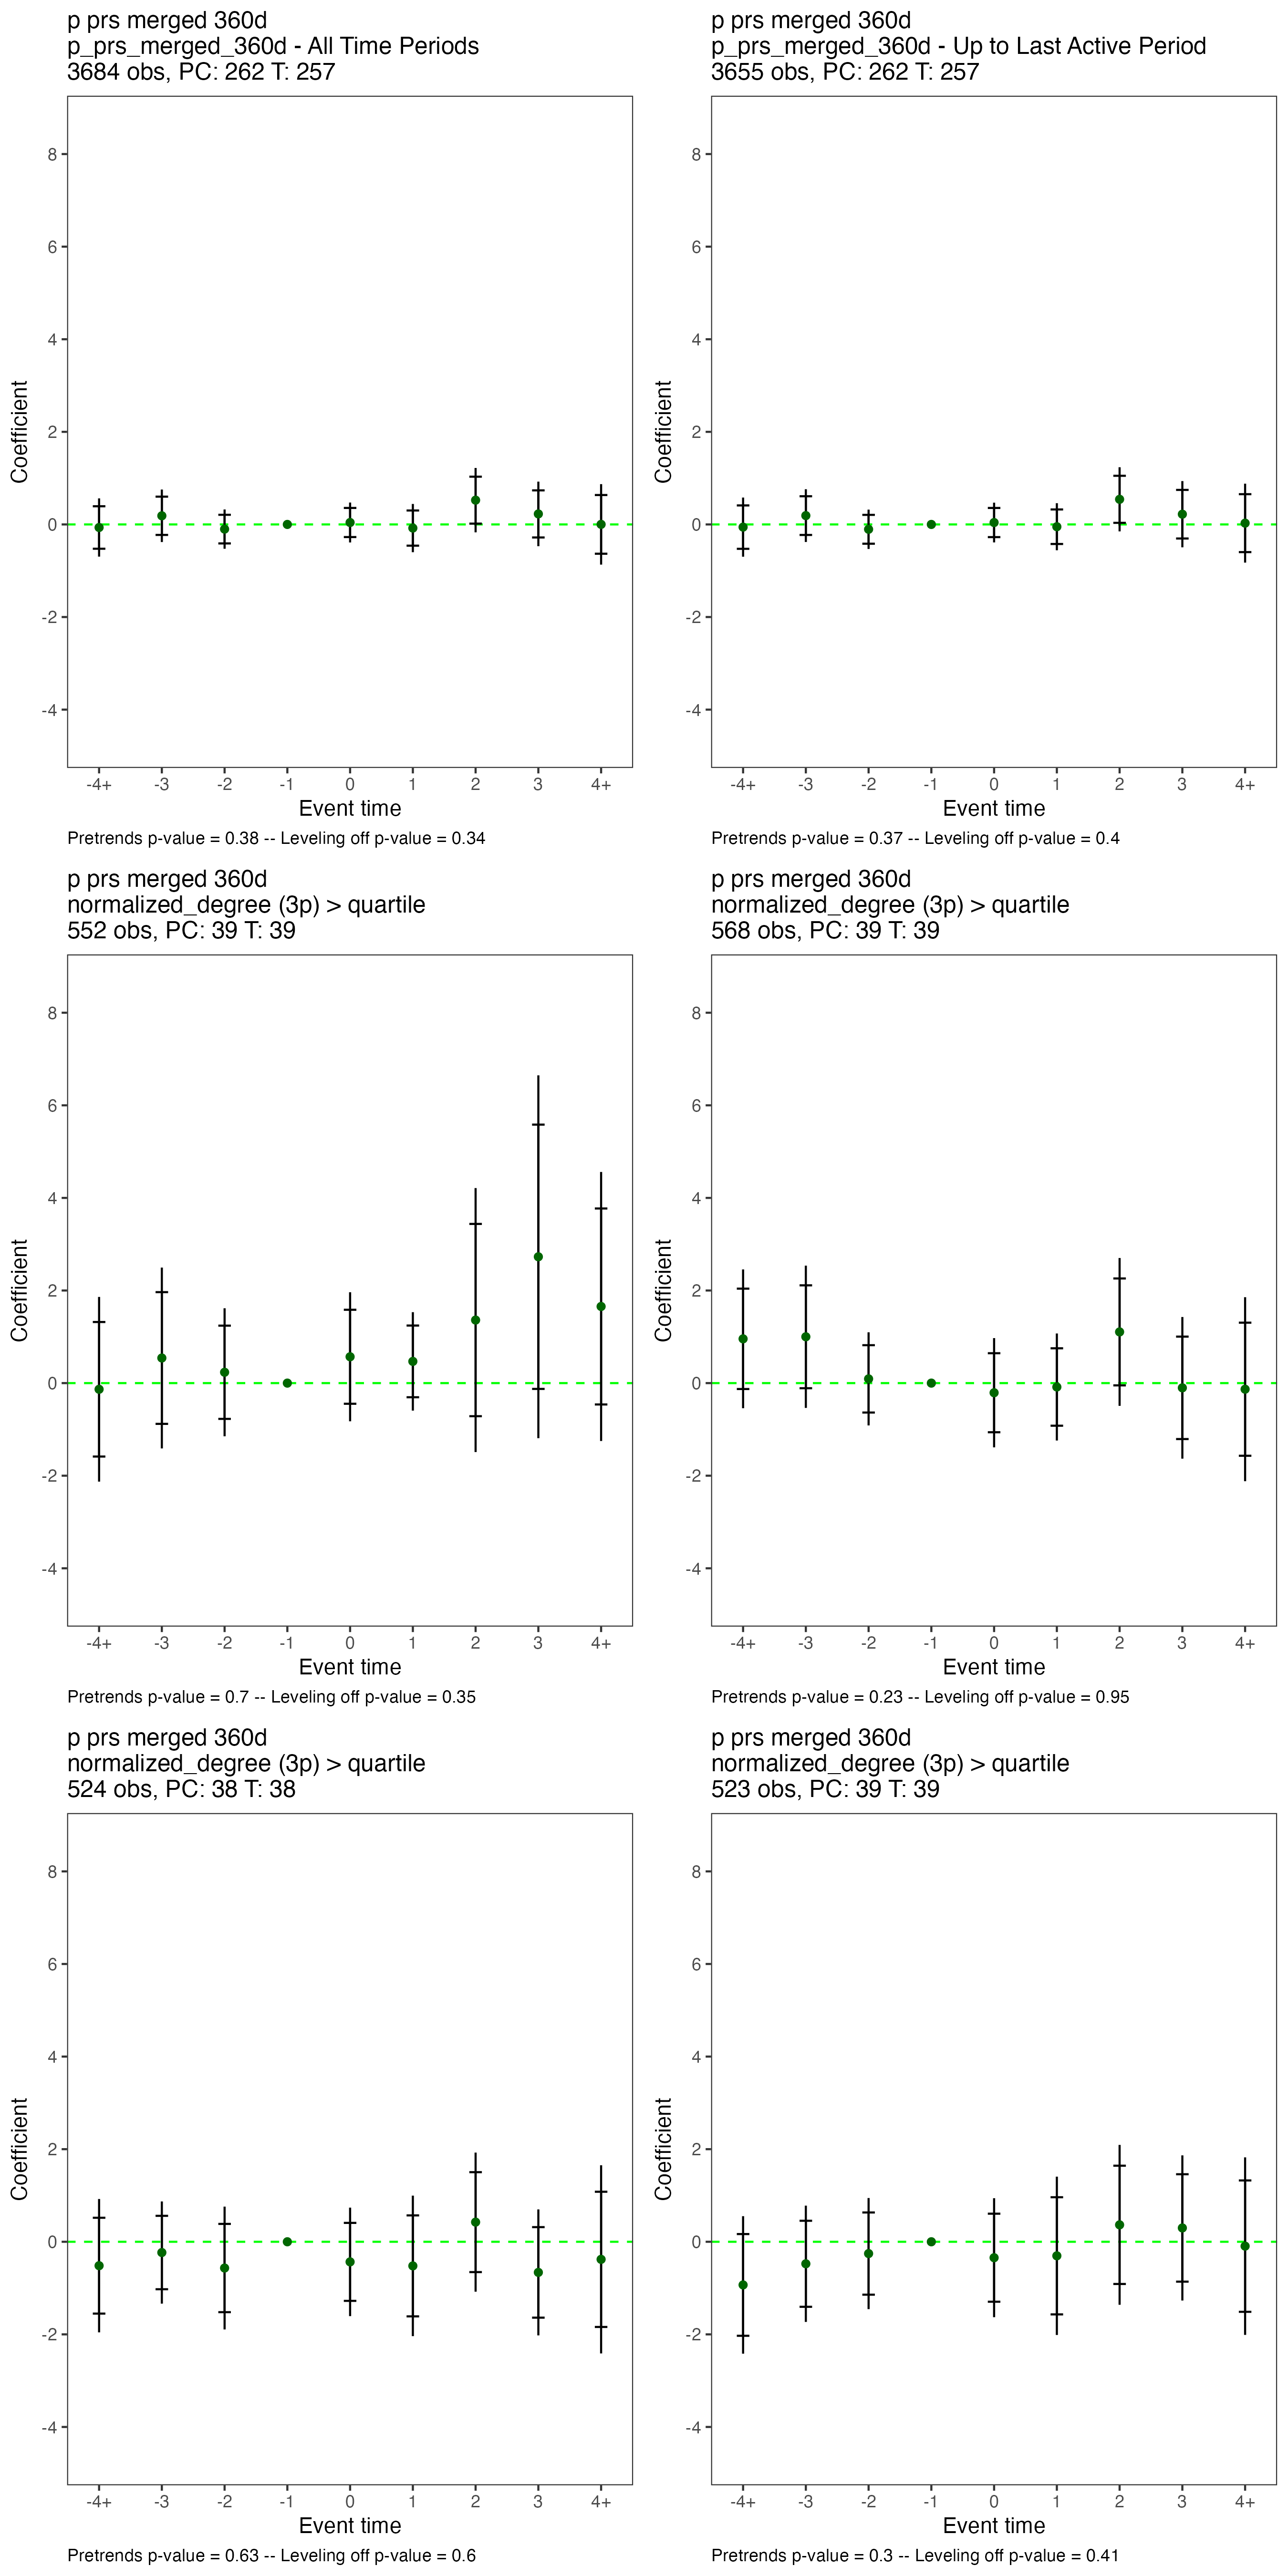 p prs merged 360d
p_prs_merged_360d - All Time Periods
3684 obs, PC: 262 T: 257
8
6
4
2
0
-2
-4
Coefficient
-4+ -3 -2 -1 0 1 2 3 4+
Event time
Pretrends p-value = 0.38 -- Leveling off p-value = 0.34
p prs merged 360d
p_prs_merged_360d - Up to Last Active Period
3655 obs, PC: 262 T: 257
8
6
4
2
0
-2
-4
Coefficient
-4+ -3 -2 -1 0 1 2 3 4+
Event time
Pretrends p-value = 0.37 -- Leveling off p-value = 0.4
p prs merged 360d
normalized_degree (3p) > quartile
552 obs, PC: 39 T: 39
8
6
4
2
0
-2
-4
Coefficient
-4+ -3 -2 -1 0 1 2 3 4+
Event time
Pretrends p-value = 0.7 -- Leveling off p-value = 0.35
p prs merged 360d
normalized_degree (3p) > quartile
568 obs, PC: 39 T: 39
8
6
4
2
0
-2
-4
Coefficient
-4+ -3 -2 -1 0 1 2 3 4+
Event time
Pretrends p-value = 0.23 -- Leveling off p-value = 0.95
p prs merged 360d
normalized_degree (3p) > quartile
524 obs, PC: 38 T: 38
8
6
4
2
0
-2
-4
Coefficient
-4+ -3 -2 -1 0 1 2 3 4+
Event time
Pretrends p-value = 0.63 -- Leveling off p-value = 0.6
p prs merged 360d
normalized_degree (3p) > quartile
523 obs, PC: 39 T: 39
8
6
4
2
0
-2
-4
Coefficient
-4+ -3 -2 -1 0 1 2 3 4+
Event time
Pretrends p-value = 0.3 -- Leveling off p-value = 0.41